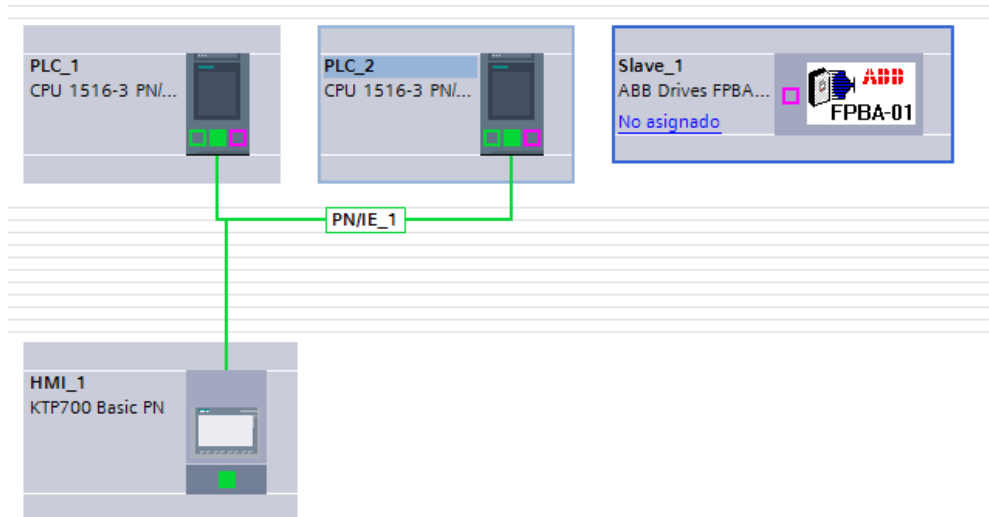 PLC_1
CPU 1516-3 PN/...
PLC_2
CPU 1516-3 PN/...
Slave_1
ABB Drives FPBA...
No asignado
ABB
FPBA-01
PN/IE_1
HMI_1
KTP700 Basic PN